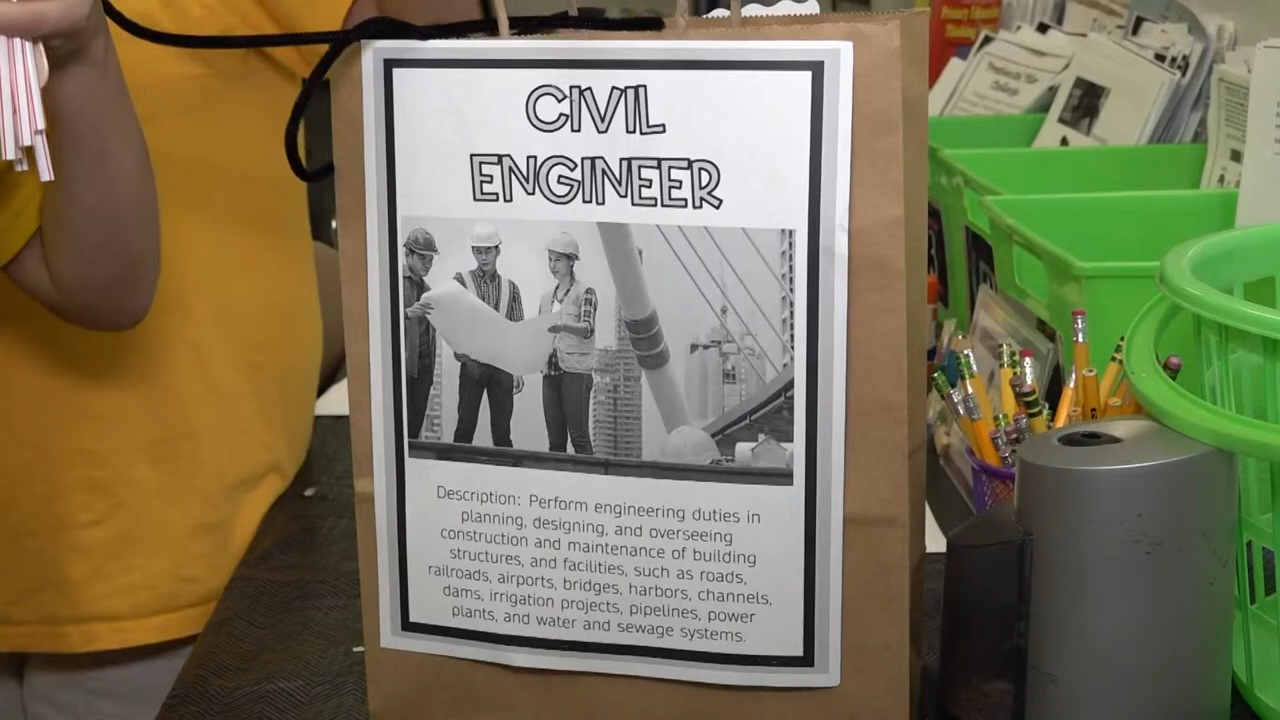 CIVIL
ENGINEER
Description: Perform engineering duties in
planning, designing, and overseeing
construction and maintenance of building
structures, and facilities, such as roads,
railroads, airports, bridges, harbors, channels,
dams, irrigation projects, pipelines, power
plants, and water and sewage systems.